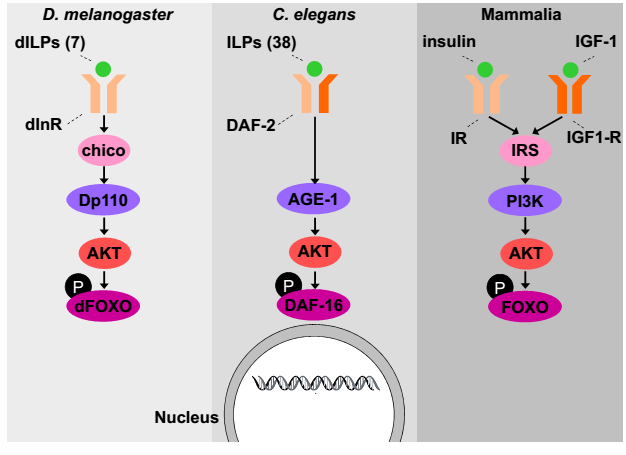 D. melanogaster
dILPs (7)
dInR
chico
Dp110
AKT
P
dFOXO
C. elegans
ILPs (38)
DAF-2
AGE-1
AKT
P
DAF-16
Nucleus
Mammalia
insulin
IGF-1
IR
IGF1-R
IRS
PI3K
AKT
P
FOXO